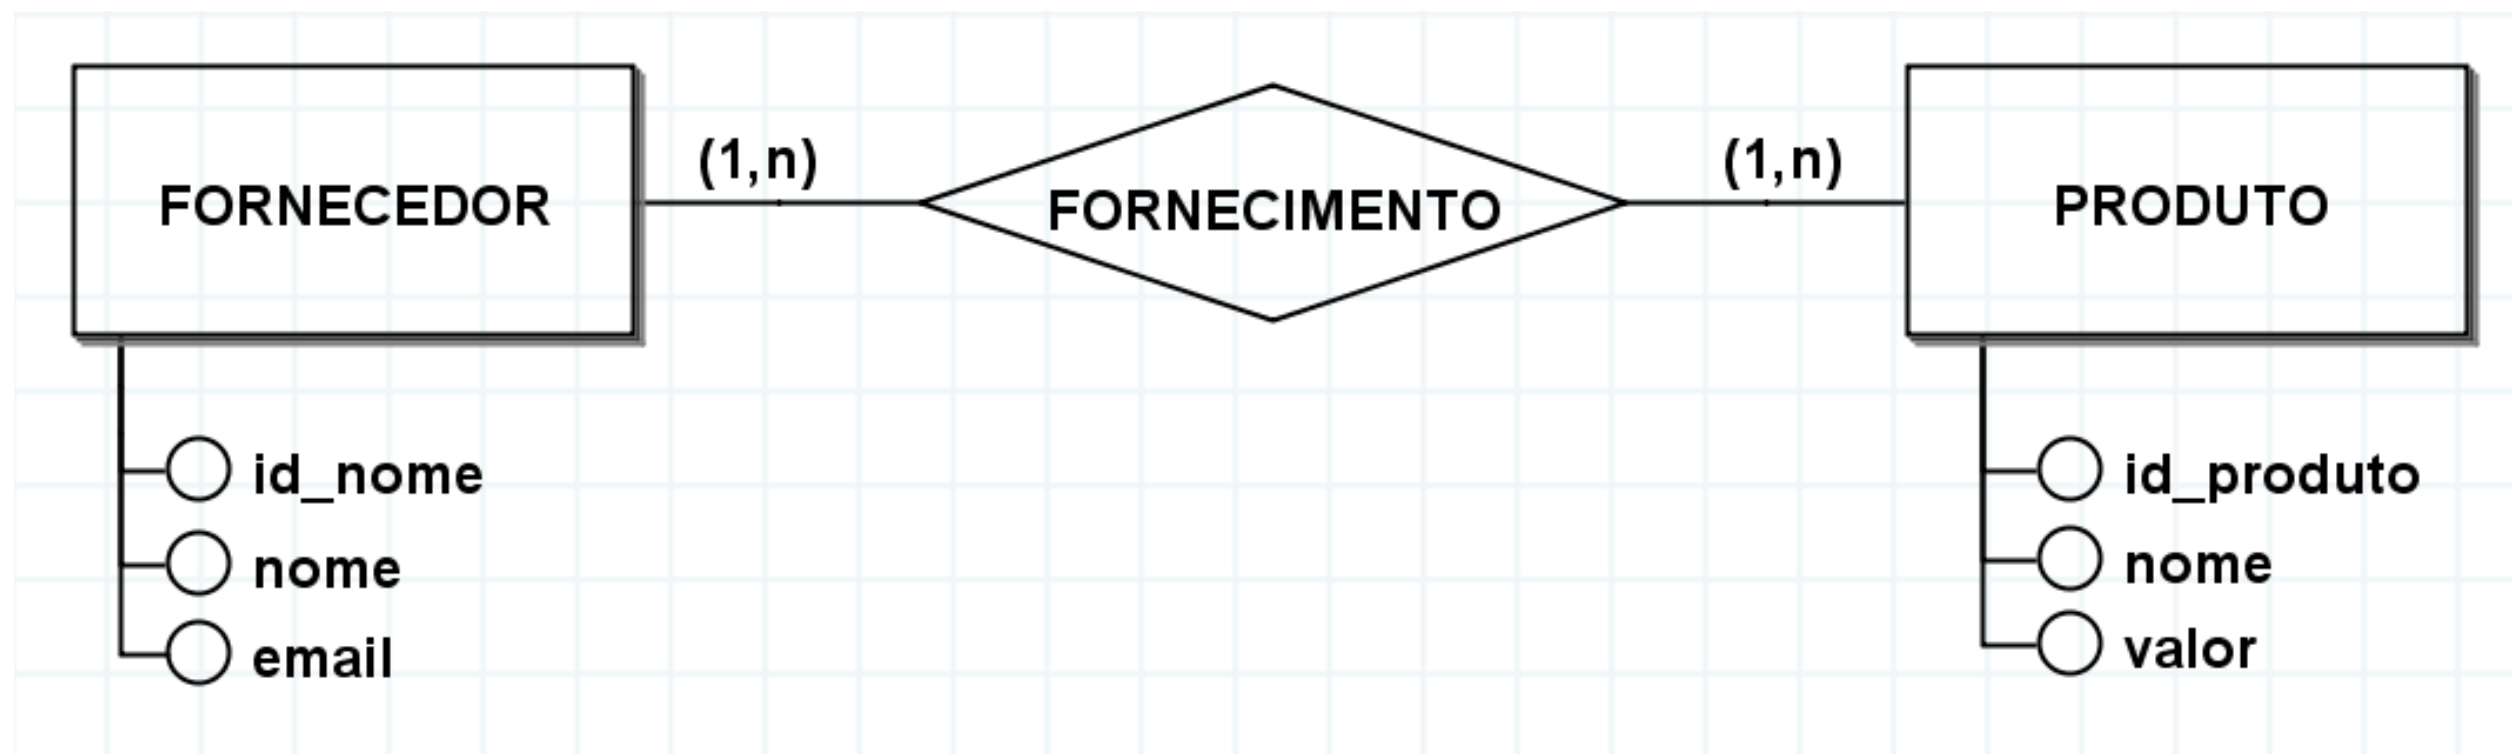 FORNECEDOR
(1,n)
FORNECIMENTO
(1,n)
PRODUTO
id_nome
nome
email
id_produto
nome
valor